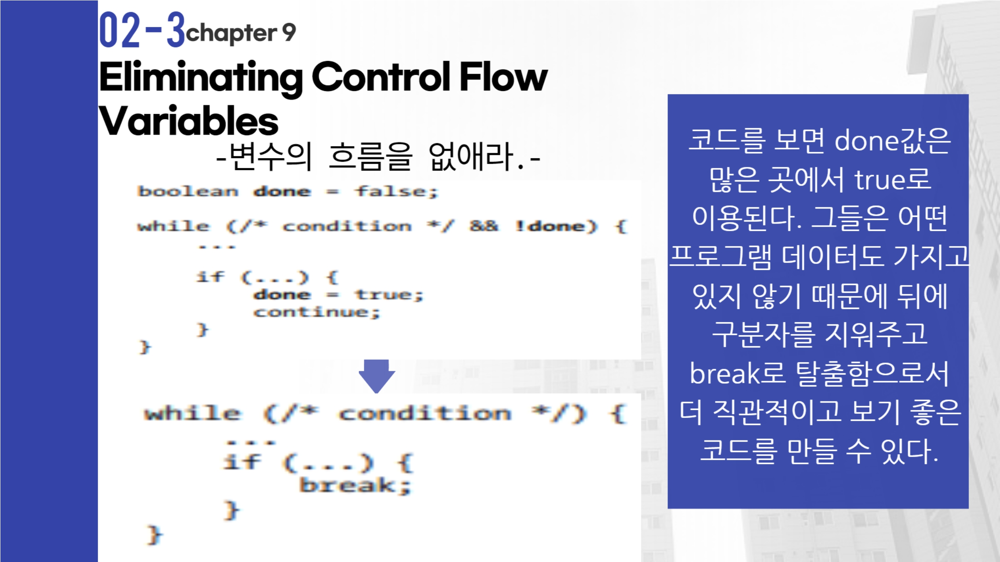 02-3 chapter 9
Eliminating Control Flow
Variables
-변수의 흐름을 없애라.-
boolean done = false;
while (/* condition */ && !done) {
...
if (...) {
done = true;
continue;
}
}
while (/* condition */) {
...
if (...) {
break;
}
}
코드를 보면 done값은
많은 곳에서 true로
이용된다. 그들은 어떤
프로그램 데이터도 가지고
있지 않기 때문에 뒤에
구분자를 지워주고
break로 탈출함으로서
더 직관적이고 보기 좋은
코드를 만들 수 있다.